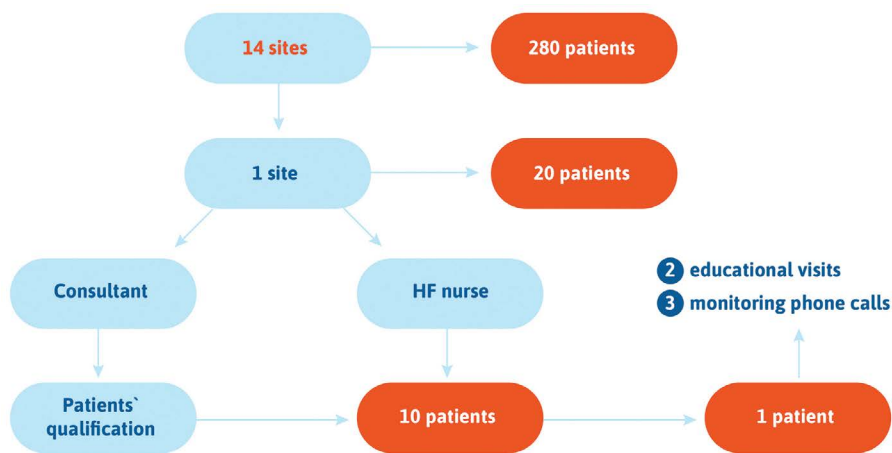 14 sites
280 patients
1 site
20 patients
Consultant
HF nurse
2 educational visits
3 monitoring phone calls
Patients`
qualification
10 patients
1 patient